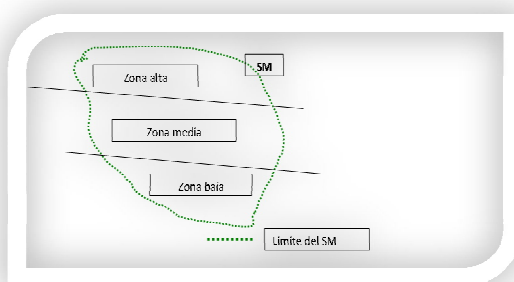 SM
Zona alta
Zona media
Zona baja
Limite del SM